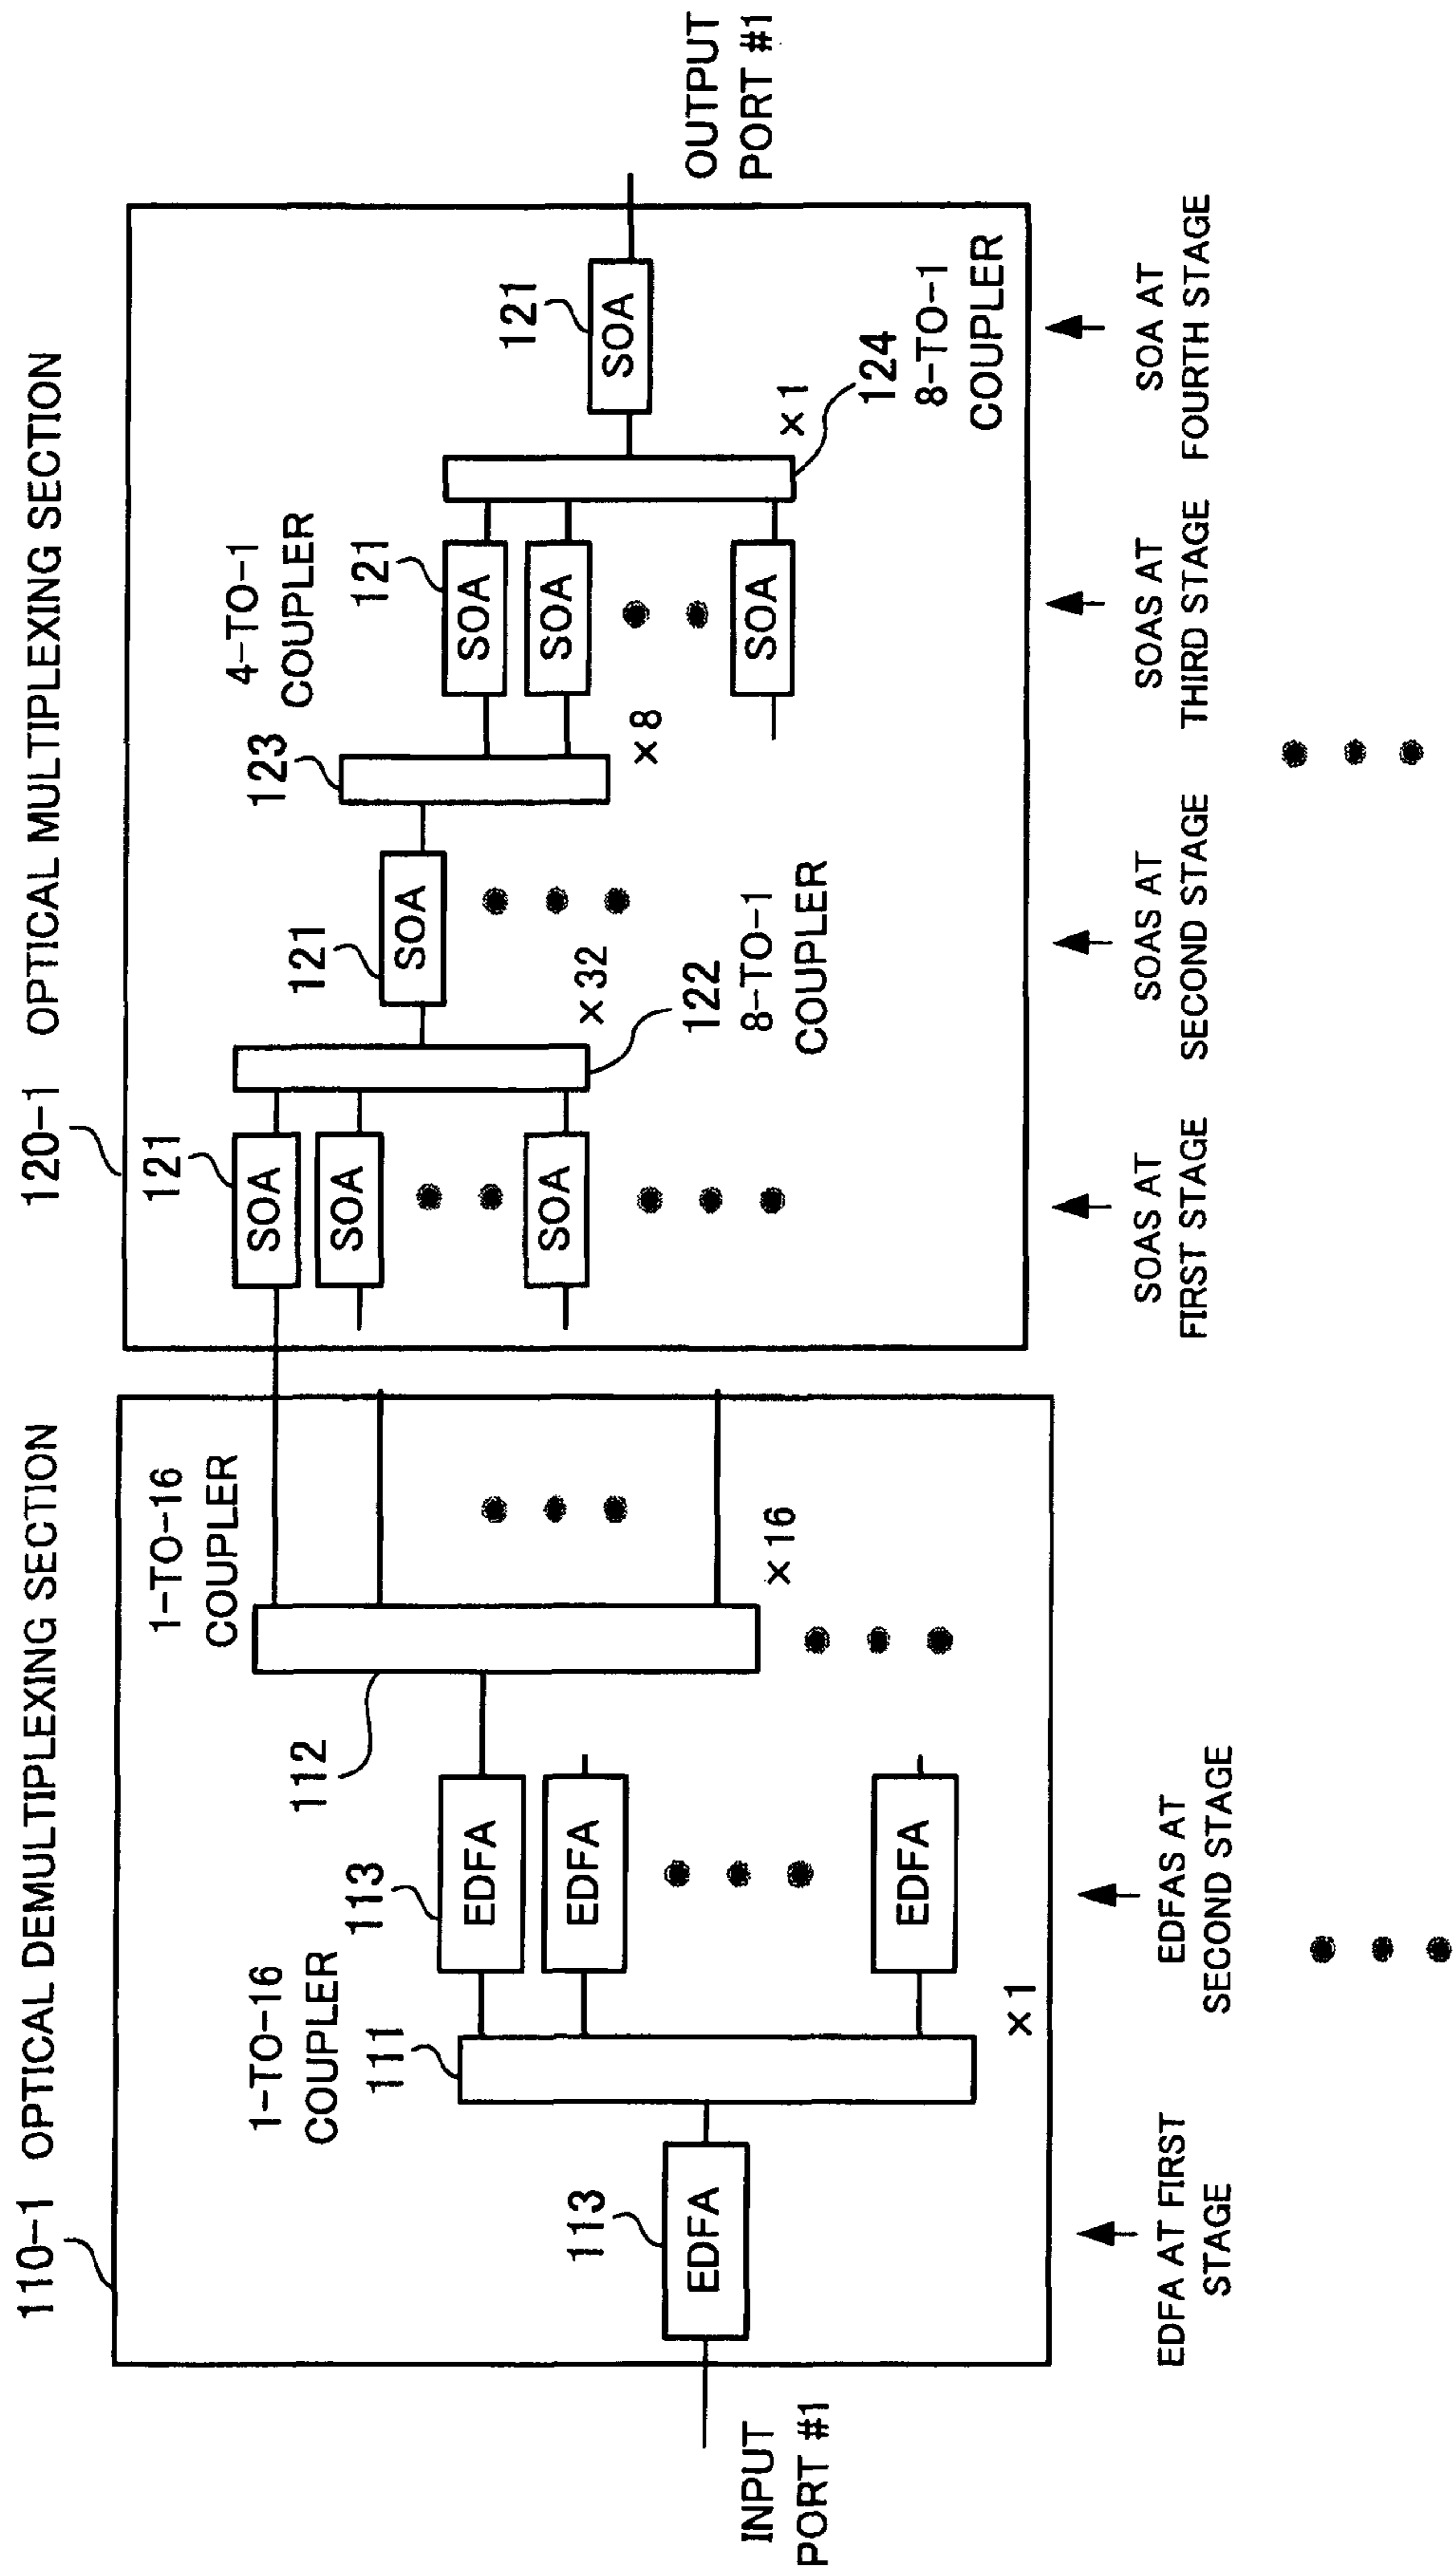 110-1 OPTICAL DEMULTIPLEXING SECTION
INPUT
PORT #1
113
EDFA
1-TO-16
COUPLER
111
×1
113
EDFA
EDFA
EDFA
112
1-TO-16
COUPLER
×16
EDFA AT FIRST
STAGE
EDFAS AT
SECOND STAGE
120-1 OPTICAL MULTIPLEXING SECTION
121
SOA
SOA
SOA
122
8-TO-1
COUPLER
×32
121
SOA
123
4-TO-1
COUPLER
×8
121
SOA
SOA
SOA
×1
124
8-TO-1
COUPLER
121
SOA
OUTPUT
PORT #1
SOAS AT
FIRST STAGE
SOAS AT
SECOND STAGE
SOAS AT
THIRD STAGE
SOA AT
FOURTH STAGE